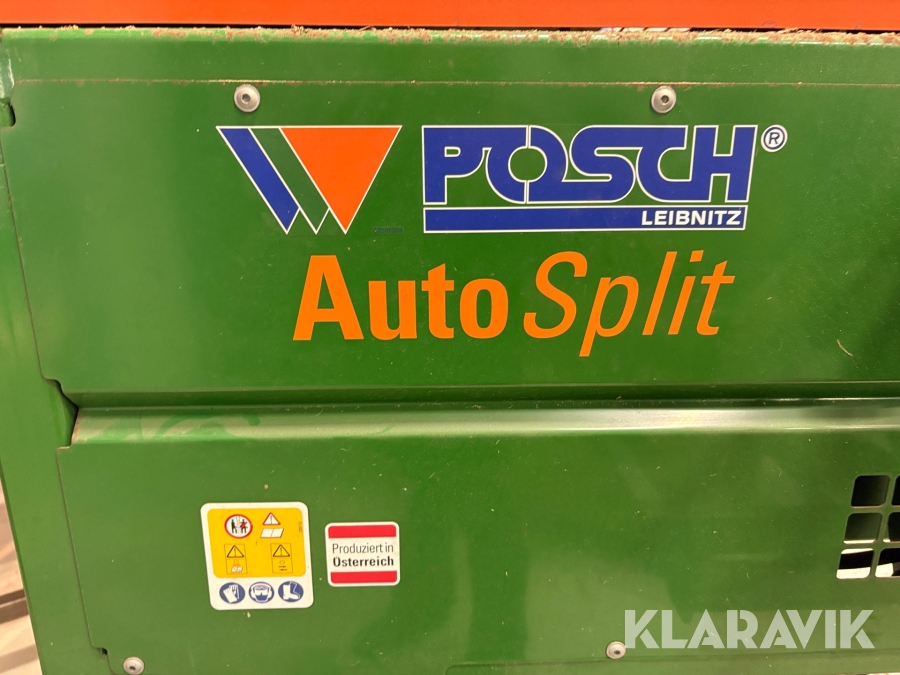 POSCH®
LEIBNITZ
Auto Split
Produziert in
Österreich
KLARAVIK